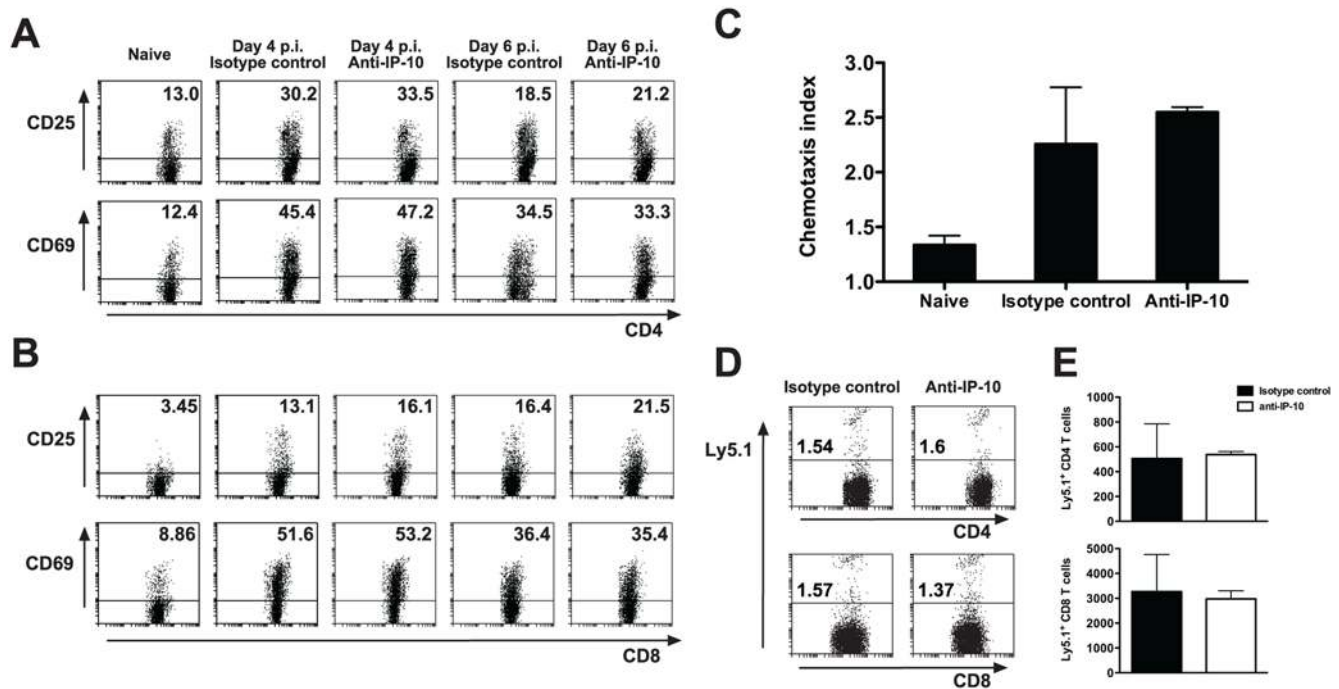 A
Naive
Day 4 p.i.
Isotype control
Day 4 p.i.
Anti-IP-10
Day 6 p.i.
Isotype control
Day 6 p.i.
Anti-IP-10
CD25
13.0
30.2
33.5
18.5
21.2
CD69
12.4
45.4
47.2
34.5
33.3
CD4
B
CD25
3.45
13.1
16.1
16.4
21.5
CD69
8.86
51.6
53.2
36.4
35.4
CD8
C
Chemotaxis index
3.0
2.5
2.0
1.5
1.0
Naive
Isotype control
Anti-IP-10
D
Isotype control
Anti-IP-10
Ly5.1
1.54
1.6
CD4
1.57
1.37
CD8
E
Isotype control
anti-IP-10
Ly5.1+ CD4 T cells
1000
800
600
400
200
0
Ly5.1+ CD8 T cells
5000
4000
3000
2000
1000
0